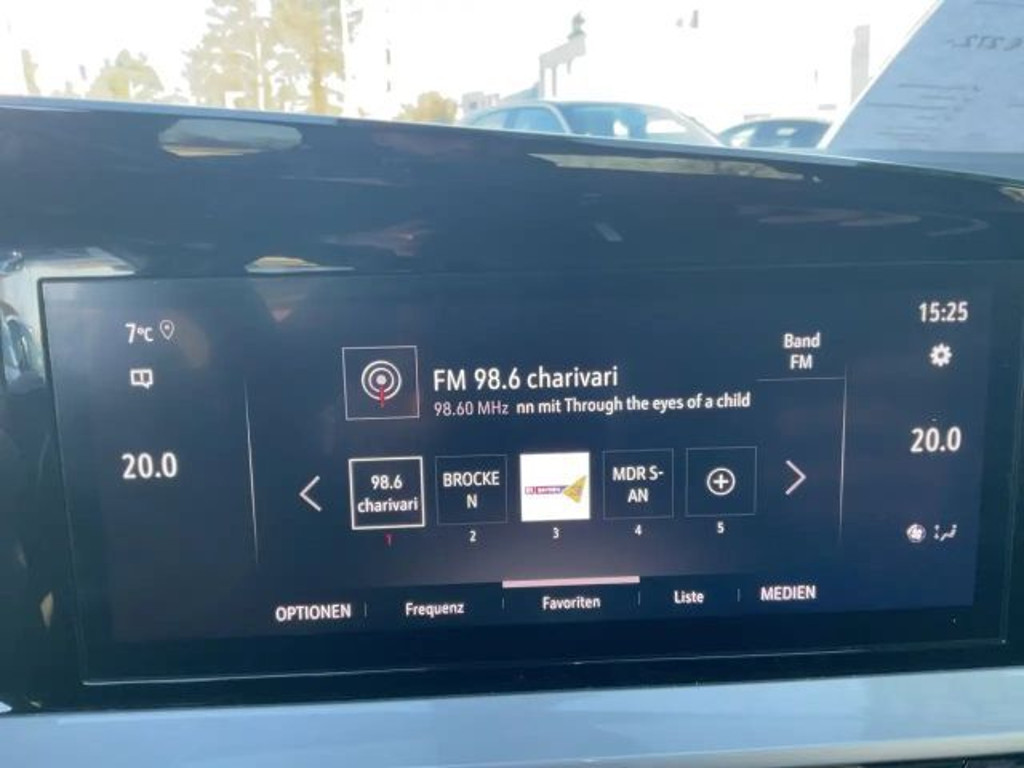 7°C
15:25
Band
FM
FM 98.6 charivari
98.60 MHz nn mit Through the eyes of a child
20.0
20.0
98.6
charivari
BROCKE
N
MDR S-
AN
1
2
3
4
5
OPTIONEN
Frequenz
Favoriten
Liste
MEDIEN